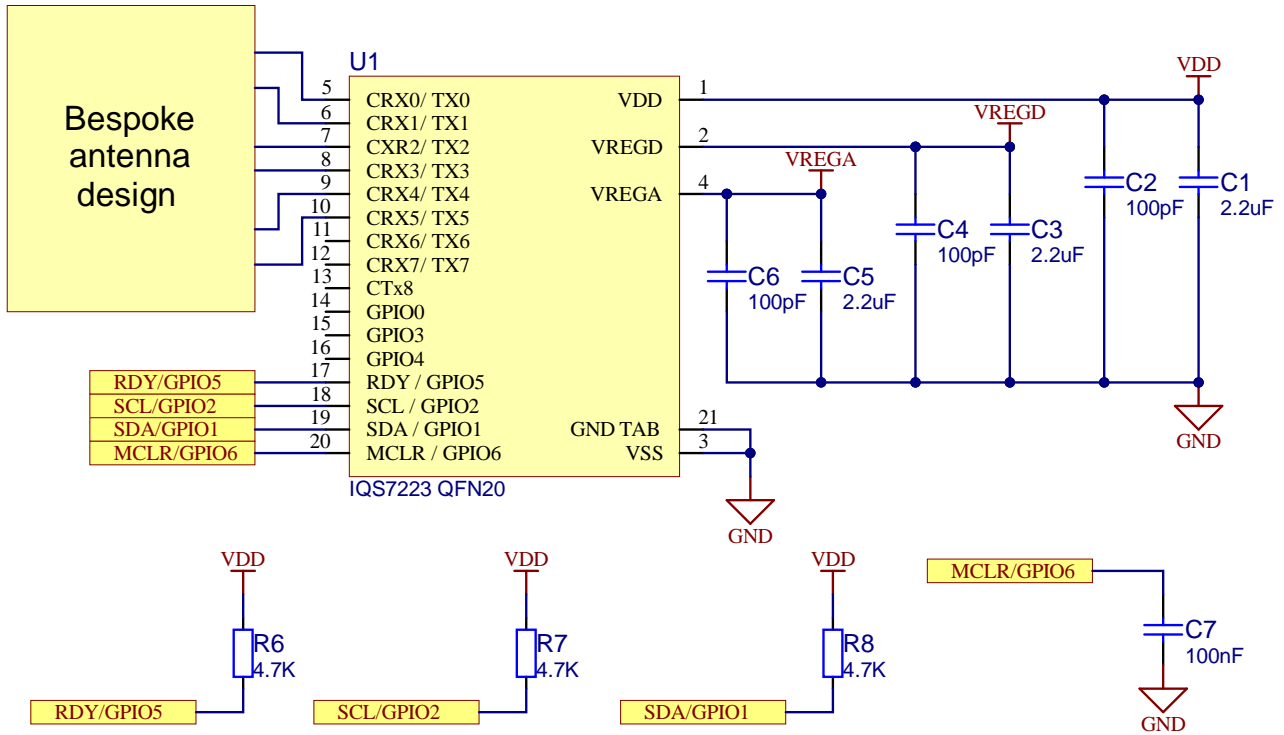 Bespoke
antenna
design
U1
5 CRX0/ TX0
6 CRX1/ TX1
7 CXR2/ TX2
8 CRX3/ TX3
9 CRX4/ TX4
10 CRX5/ TX5
11 CRX6/ TX6
12 CRX7/ TX7
13 CTx8
14 GPIO0
15 GPIO3
16 GPIO4
17 RDY / GPIO5
18 SCL / GPIO2
19 SDA / GPIO1
20 MCLR / GPIO6
VDD 1
VREGD 2
VREGA 4
GND TAB 21
VSS 3
IQS7223 QFN20
RDY/GPIO5
SCL/GPIO2
SDA/GPIO1
MCLR/GPIO6
VDD
VREGD
VREGA
C2
100pF
C1
2.2uF
C4
100pF
C3
2.2uF
C6
100pF
C5
2.2uF
GND
GND
VDD
R6
4.7K
RDY/GPIO5
VDD
R7
4.7K
SCL/GPIO2
VDD
R8
4.7K
SDA/GPIO1
MCLR/GPIO6
C7
100nF
GND